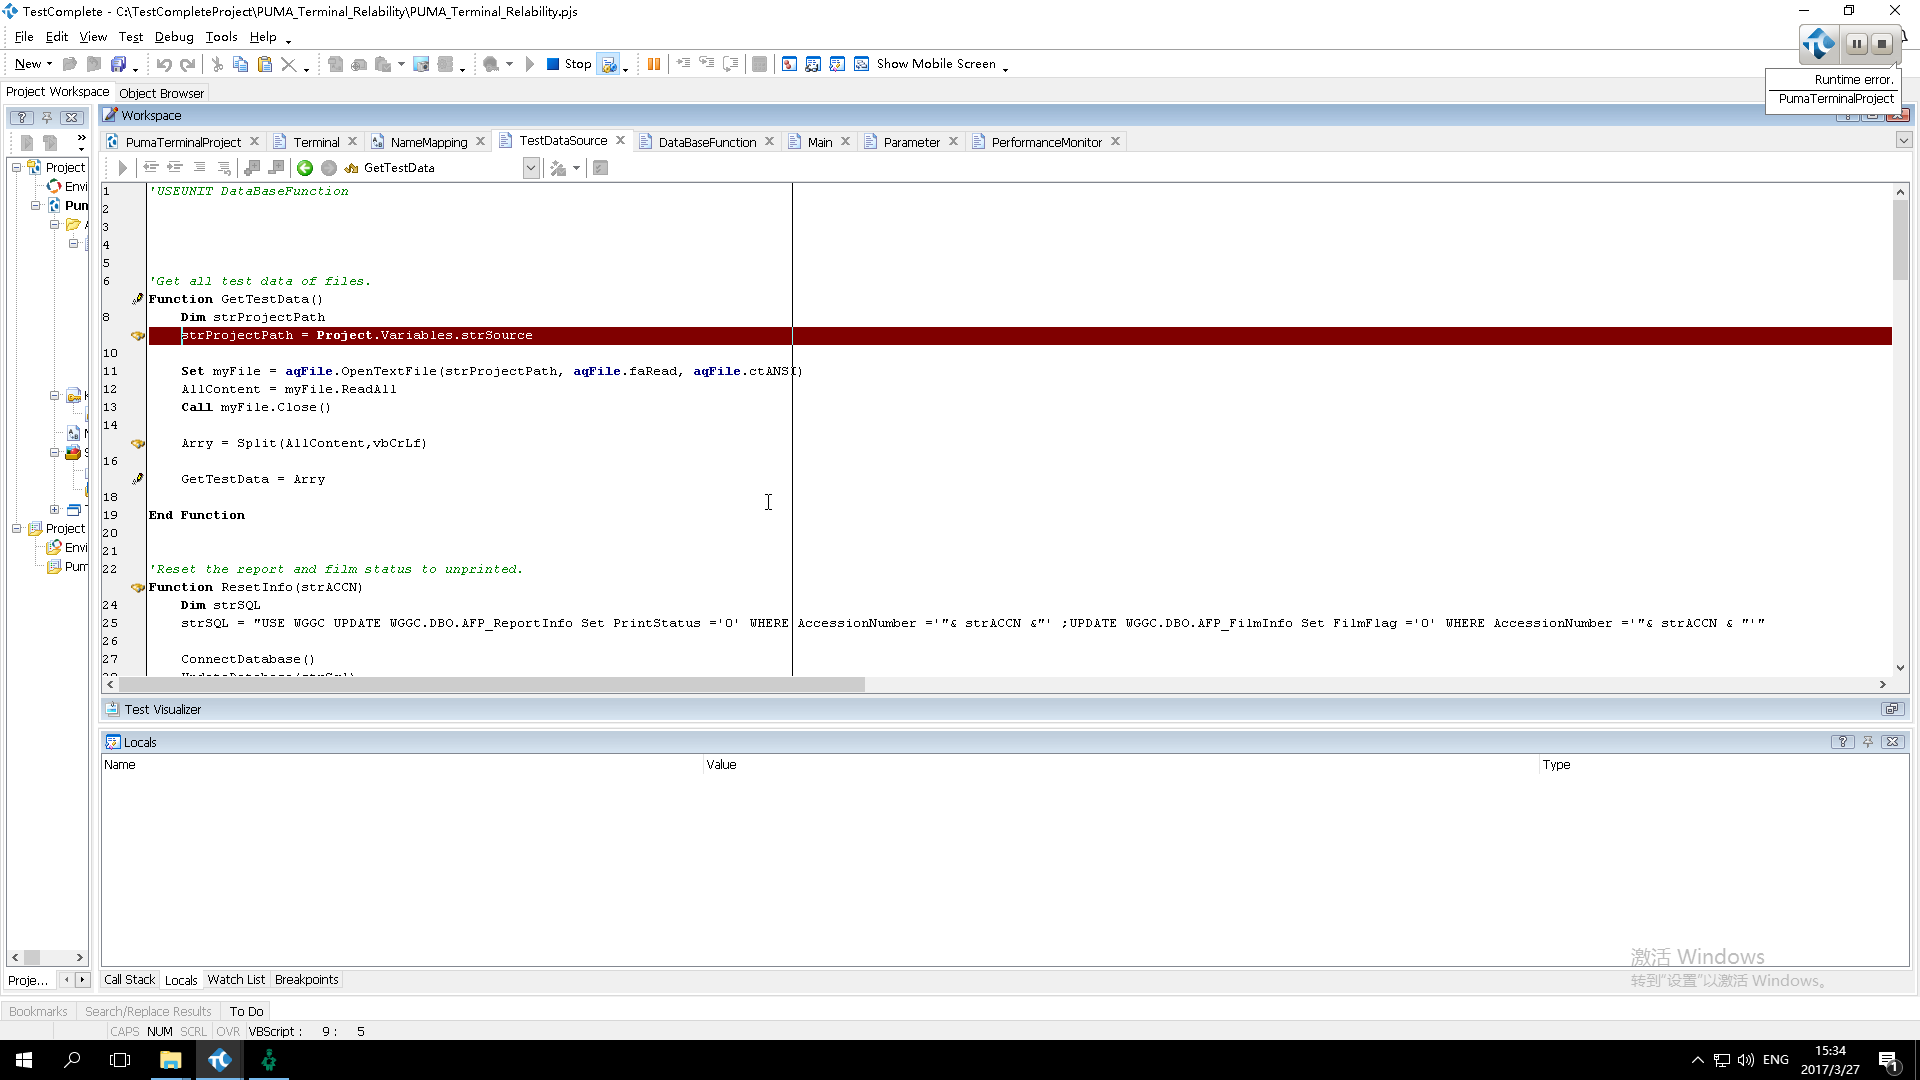 TestComplete - C:\TestCompleteProject\PUMA_Terminal_Relability\PUMA_Terminal_Relability.pjs
File Edit View Test Debug Tools Help
New Stop Show Mobile Screen
Runtime error.
PumaTerminalProject
Project Workspace Object Browser
Workspace
PumaTerminalProject Terminal NameMapping TestDataSource DataBaseFunction Main Parameter PerformanceMonitor
GetTestData
Project
Envi
Pun
Project
Envi
Pun
1 'USEUNIT DataBaseFunction
2
3
4
5
6 'Get all test data of files.
Function GetTestData()
8 Dim strProjectPath
strProjectPath = Project.Variables.strSource
10
11 Set myFile = aqFile.OpenTextFile(strProjectPath, aqFile.faRead, aqFile.ctANSI)
12 AllContent = myFile.ReadAll
13 Call myFile.Close()
14
Arry = Split(AllContent,vbCrLf)
16
GetTestData = Arry
18
19 End Function
20
21
22 'Reset the report and film status to unprinted.
Function ResetInfo(strACCN)
24 Dim strSQL
25 strSQL = "USE WGGC UPDATE WGGC.DBO.AFP_ReportInfo Set PrintStatus ='0' WHERE AccessionNumber ='"& strACCN &"' ;UPDATE WGGC.DBO.AFP_FilmInfo Set FilmFlag ='0' WHERE AccessionNumber ='"& strACCN & "'"
26
27 ConnectDatabase()
Test Visualizer
Locals
Name Value Type
Proje...
Call Stack Locals Watch List Breakpoints
激活 Windows
转到"设置"以激活 Windows。
Bookmarks Search/Replace Results To Do
CAPS NUM SCRL OVR VBScript : 9 : 5
ENG
15:34
2017/3/27
1